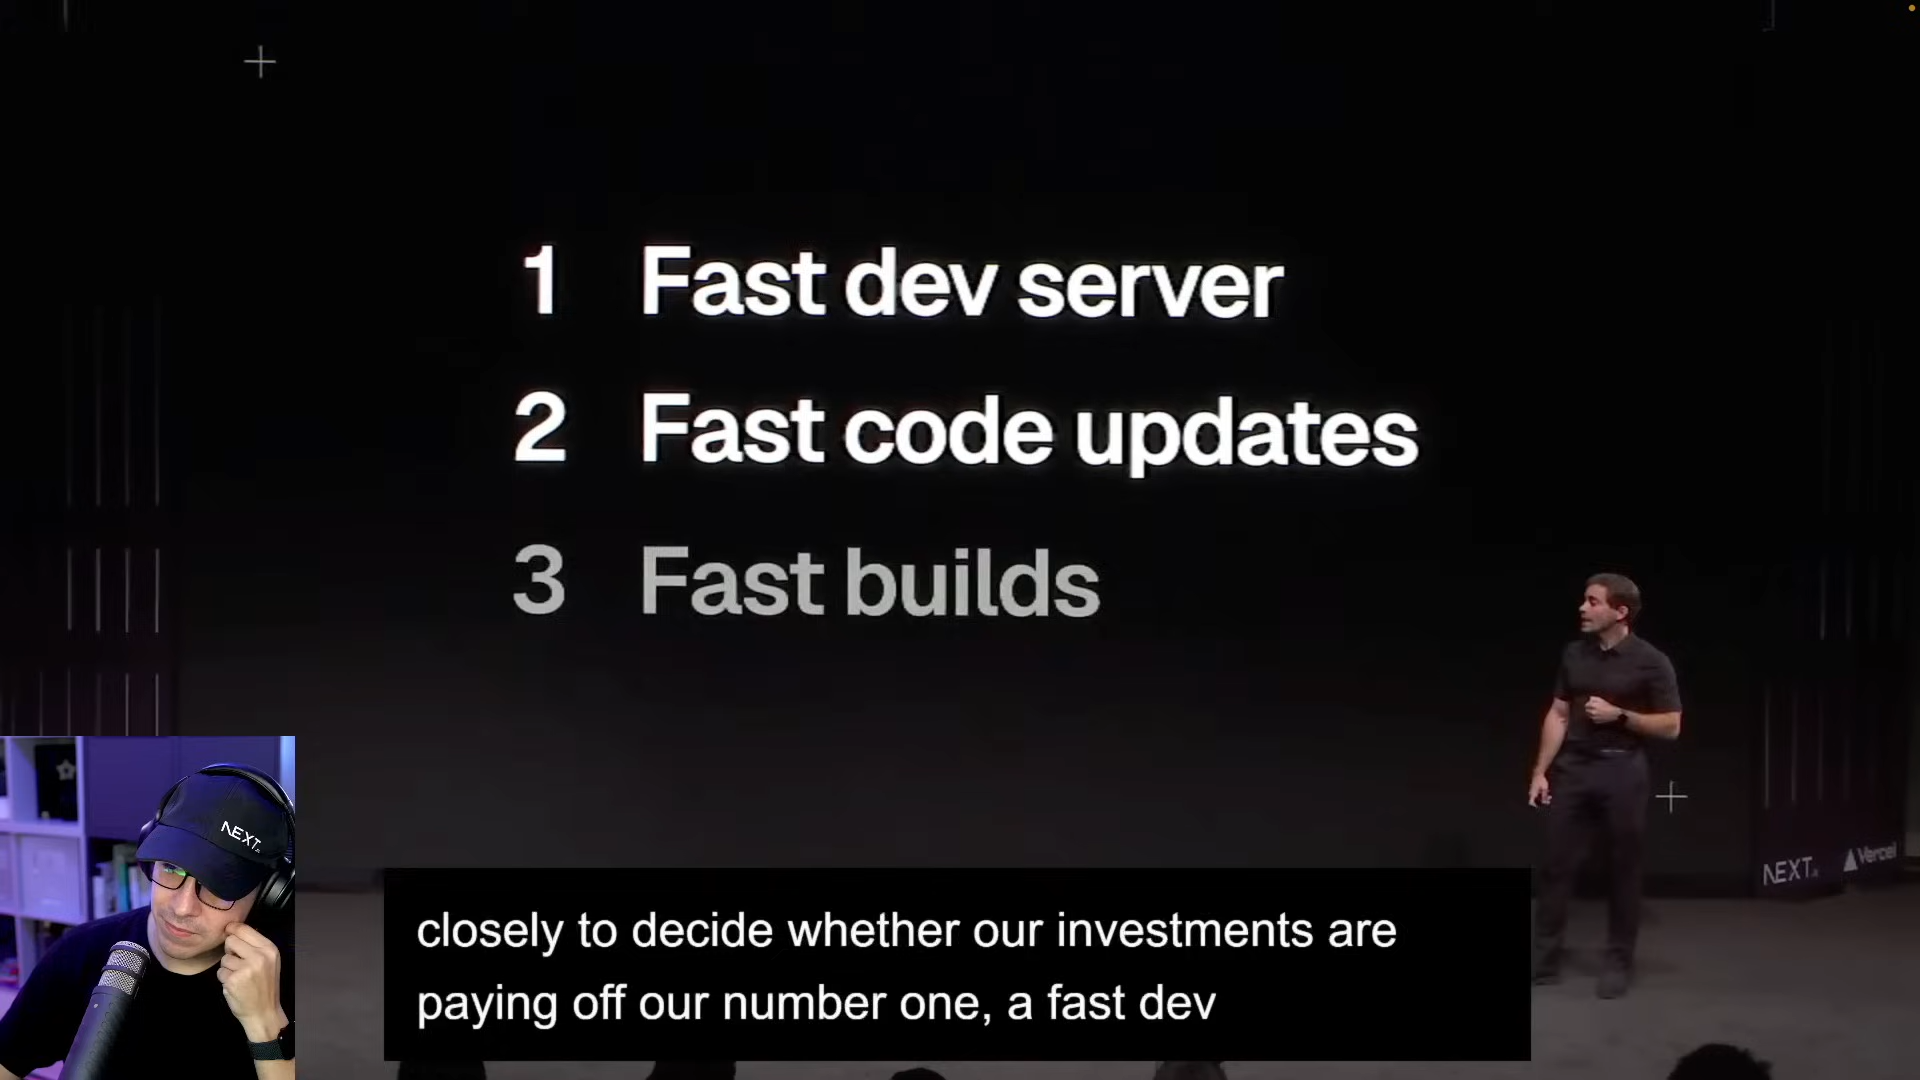 1 Fast dev server
2 Fast code updates
3 Fast builds
NEXT.
NEXT.JS
Vercel
closely to decide whether our investments are
paying off our number one, a fast dev